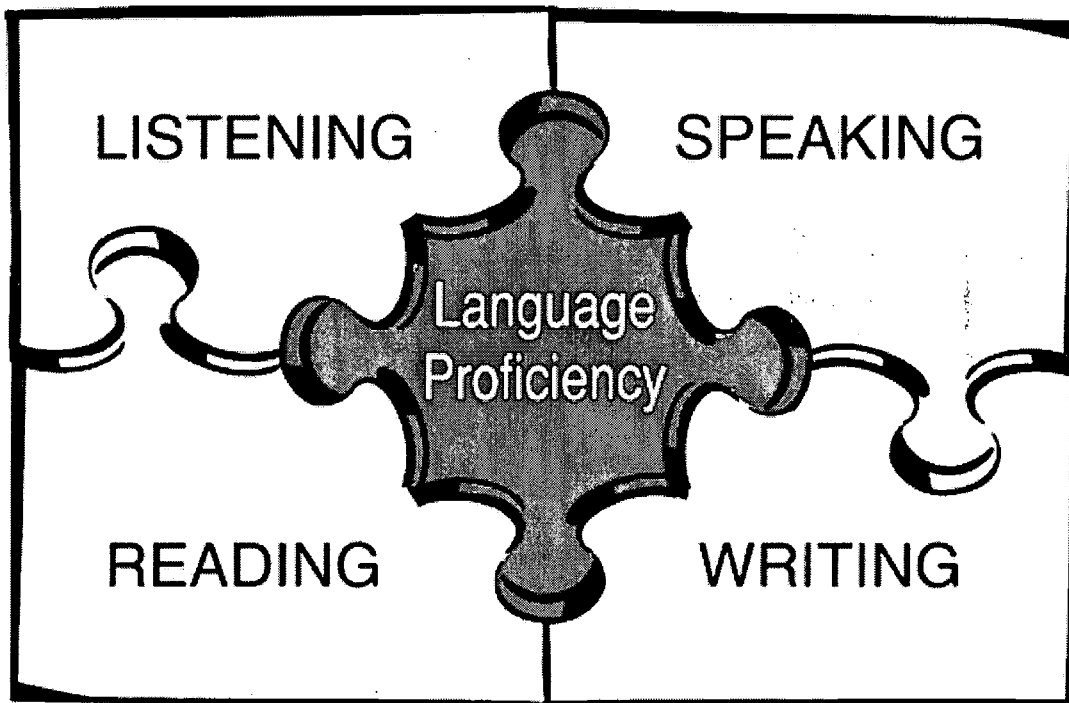 LISTENING
SPEAKING
Language
Proficiency
READING
WRITING